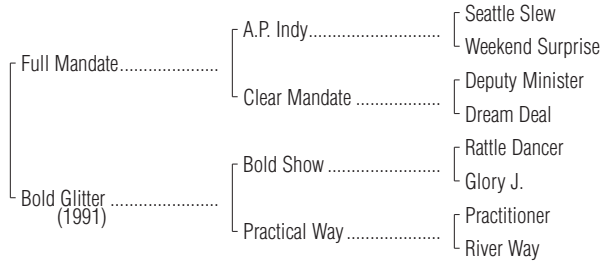 Seattle Slew
A.P. Indy
Weekend Surprise
Full Mandate
Deputy Minister
Clear Mandate
Dream Deal
Rattle Dancer
Bold Show
Glory J.
Bold Glitter
(1991)
Practitioner
Practical Way
River Way